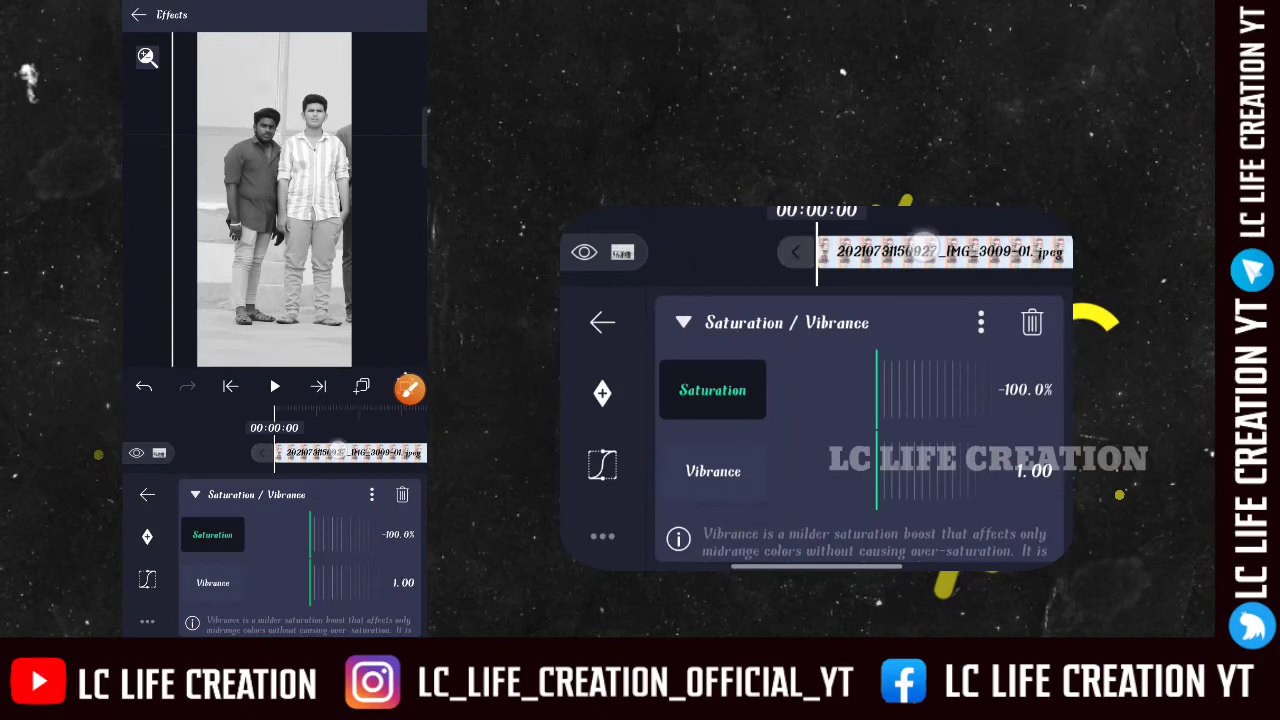 Effects
00:00:00
20210731150927_IMG_3009-01.jpeg
Saturation / Vibrance
Saturation
-100.0%
Vibrance
1.00
Vibrance is a milder saturation boost that affects only
midrange colors without causing over-saturation. It is
00:00:00
20210731150927_IMG_3009-01.jpeg
Saturation / Vibrance
Saturation
-100.0%
Vibrance
1.00
Vibrance is a milder saturation boost that affects only
midrange colors without causing over-saturation. It is
LC LIFE CREATION
LC LIFE CREATION YT
LC LIFE CREATION YT
LC LIFE CREATION
LC_LIFE_CREATION_OFFICIAL_YT
LC LIFE CREATION YT